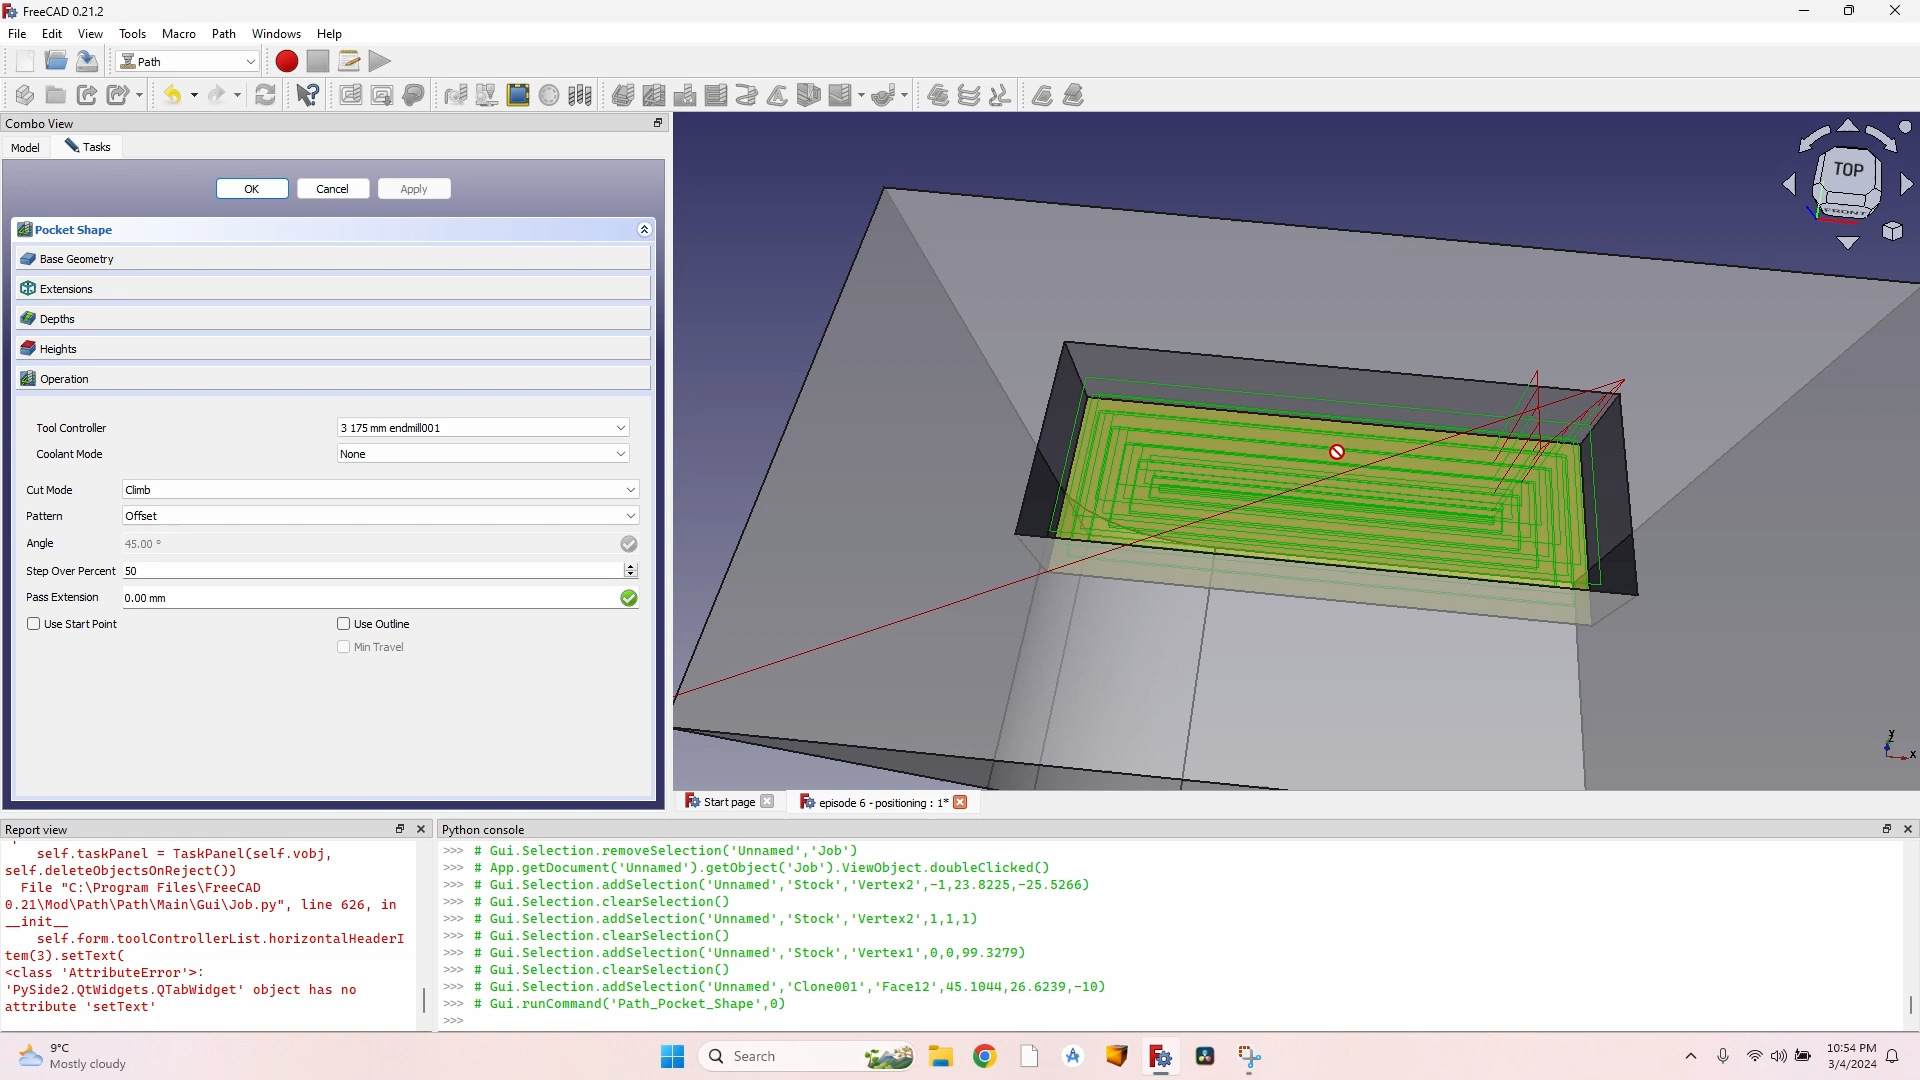 FreeCAD 0.21.2
File Edit View Tools Macro Path Windows Help
Path
Combo View
Model Tasks
OK Cancel Apply
Pocket Shape
Base Geometry
Extensions
Depths
Heights
Operation
Tool Controller 3 175 mm endmill001
Coolant Mode None
Cut Mode Climb
Pattern Offset
Angle 45.00 °
Step Over Percent 50
Pass Extension 0.00 mm
Use Start Point Use Outline
Min Travel
TOP
FRONT
Y
Z
X
Start page episode 6 - positioning : 1*
Report view
self.taskPanel = TaskPanel(self.vobj,
self.deleteObjectsOnReject())
File "C:\Program Files\FreeCAD
0.21\Mod\Path\Path\Main\Gui\Job.py", line 626, in
__init__
self.form.toolControllerList.horizontalHeaderI
tem(3).setText(
<class 'AttributeError'>:
'PySide2.QtWidgets.QTabWidget' object has no
attribute 'setText'
Python console
>>> # Gui.Selection.removeSelection('Unnamed','Job')
>>> # App.getDocument('Unnamed').getObject('Job').ViewObject.doubleClicked()
>>> # Gui.Selection.addSelection('Unnamed','Stock','Vertex2',-1,23.8225,-25.5266)
>>> # Gui.Selection.clearSelection()
>>> # Gui.Selection.addSelection('Unnamed','Stock','Vertex2',1,1,1)
>>> # Gui.Selection.clearSelection()
>>> # Gui.Selection.addSelection('Unnamed','Stock','Vertex1',0,0,99.3279)
>>> # Gui.Selection.clearSelection()
>>> # Gui.Selection.addSelection('Unnamed','Clone001','Face12',45.1044,26.6239,-10)
>>> # Gui.runCommand('Path_Pocket_Shape',0)
>>>
9°C
Mostly cloudy
Search
10:54 PM
3/4/2024